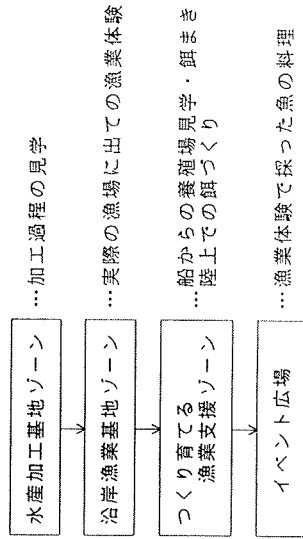 水産加工基地ゾーン
…加工過程の見学
沿岸漁業基地ゾーン
…実際の漁場に出ての漁業体験
つくり育てる
漁業支援ゾーン
…船からの養殖場見学・餌まき
陸上での餌づくり
イベント広場
…漁業体験で採った魚の料理